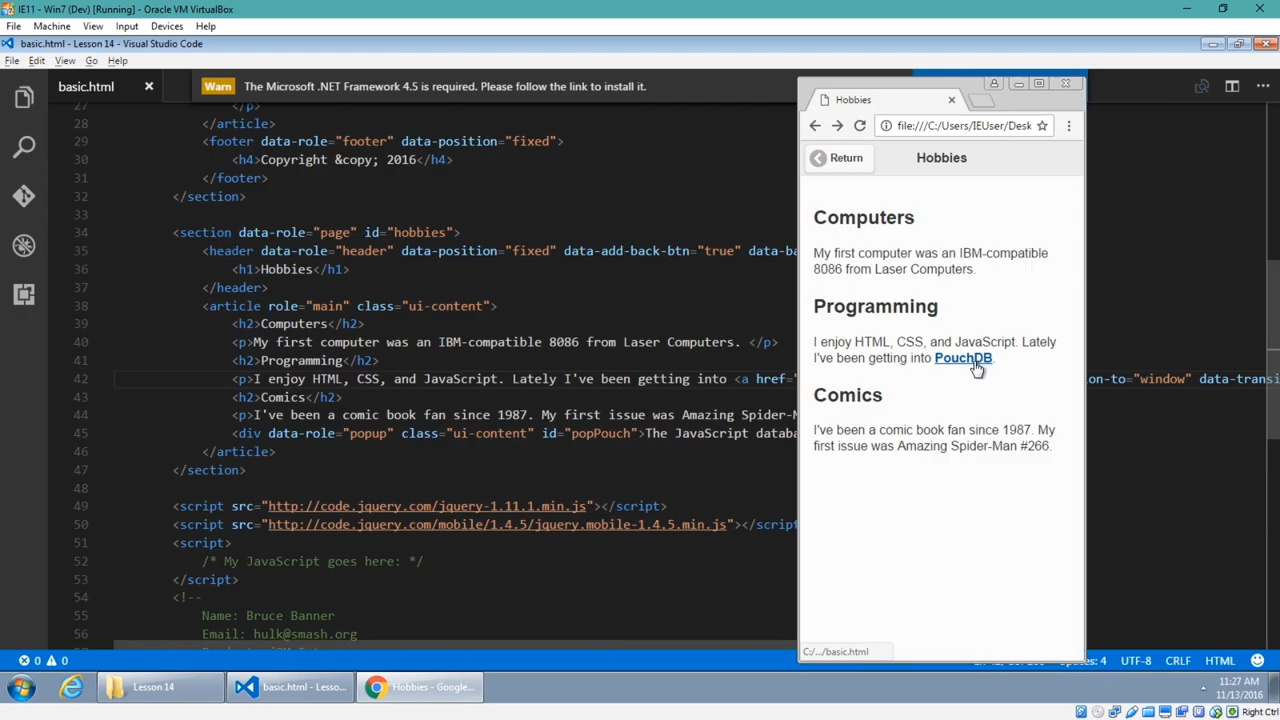 IE11 - Win7 (Dev) [Running] - Oracle VM VirtualBox
File Machine View Input Devices Help
basic.html - Lesson 14 - Visual Studio Code
File Edit View Go Help
basic.html
Warn The Microsoft .NET Framework 4.5 is required. Please follow the link to install it.
27 </p>
28 </article>
29 <footer data-role="footer" data-position="fixed">
30 <h4>Copyright &copy; 2016</h4>
31 </footer>
32 </section>
33
34 <section data-role="page" id="hobbies">
35 <header data-role="header" data-position="fixed" data-add-back-btn="true" data-ba
36 <h1>Hobbies</h1>
37 </header>
38 <article role="main" class="ui-content">
39 <h2>Computers</h2>
40 <p>My first computer was an IBM-compatible 8086 from Laser Computers. </p>
41 <h2>Programming</h2>
42 <p>I enjoy HTML, CSS, and JavaScript. Lately I've been getting into <a href="
on-to="window" data-transi
43 <h2>Comics</h2>
44 <p>I've been a comic book fan since 1987. My first issue was Amazing Spider-M
45 <div data-role="popup" class="ui-content" id="popPouch">The JavaScript databa
46 </article>
47 </section>
48
49 <script src="http://code.jquery.com/jquery-1.11.1.min.js"></script>
50 <script src="http://code.jquery.com/mobile/1.4.5/jquery.mobile-1.4.5.min.js"></scrip
51 <script>
52 /* My JavaScript goes here: */
53 </script>
54 <!--
55 Name: Bruce Banner
56 Email: hulk@smash.org
Hobbies
file:///C:/Users/IEUser/Desk
Return
Hobbies
Computers
My first computer was an IBM-compatible
8086 from Laser Computers.
Programming
I enjoy HTML, CSS, and JavaScript. Lately
I've been getting into PouchDB.
Comics
I've been a comic book fan since 1987. My
first issue was Amazing Spider-Man #266.
C:/.../basic.html
0 0
Spaces: 4 UTF-8 CRLF HTML
Lesson 14
basic.html - Lesso...
Hobbies - Google...
11:27 AM
11/13/2016
Right Ctrl